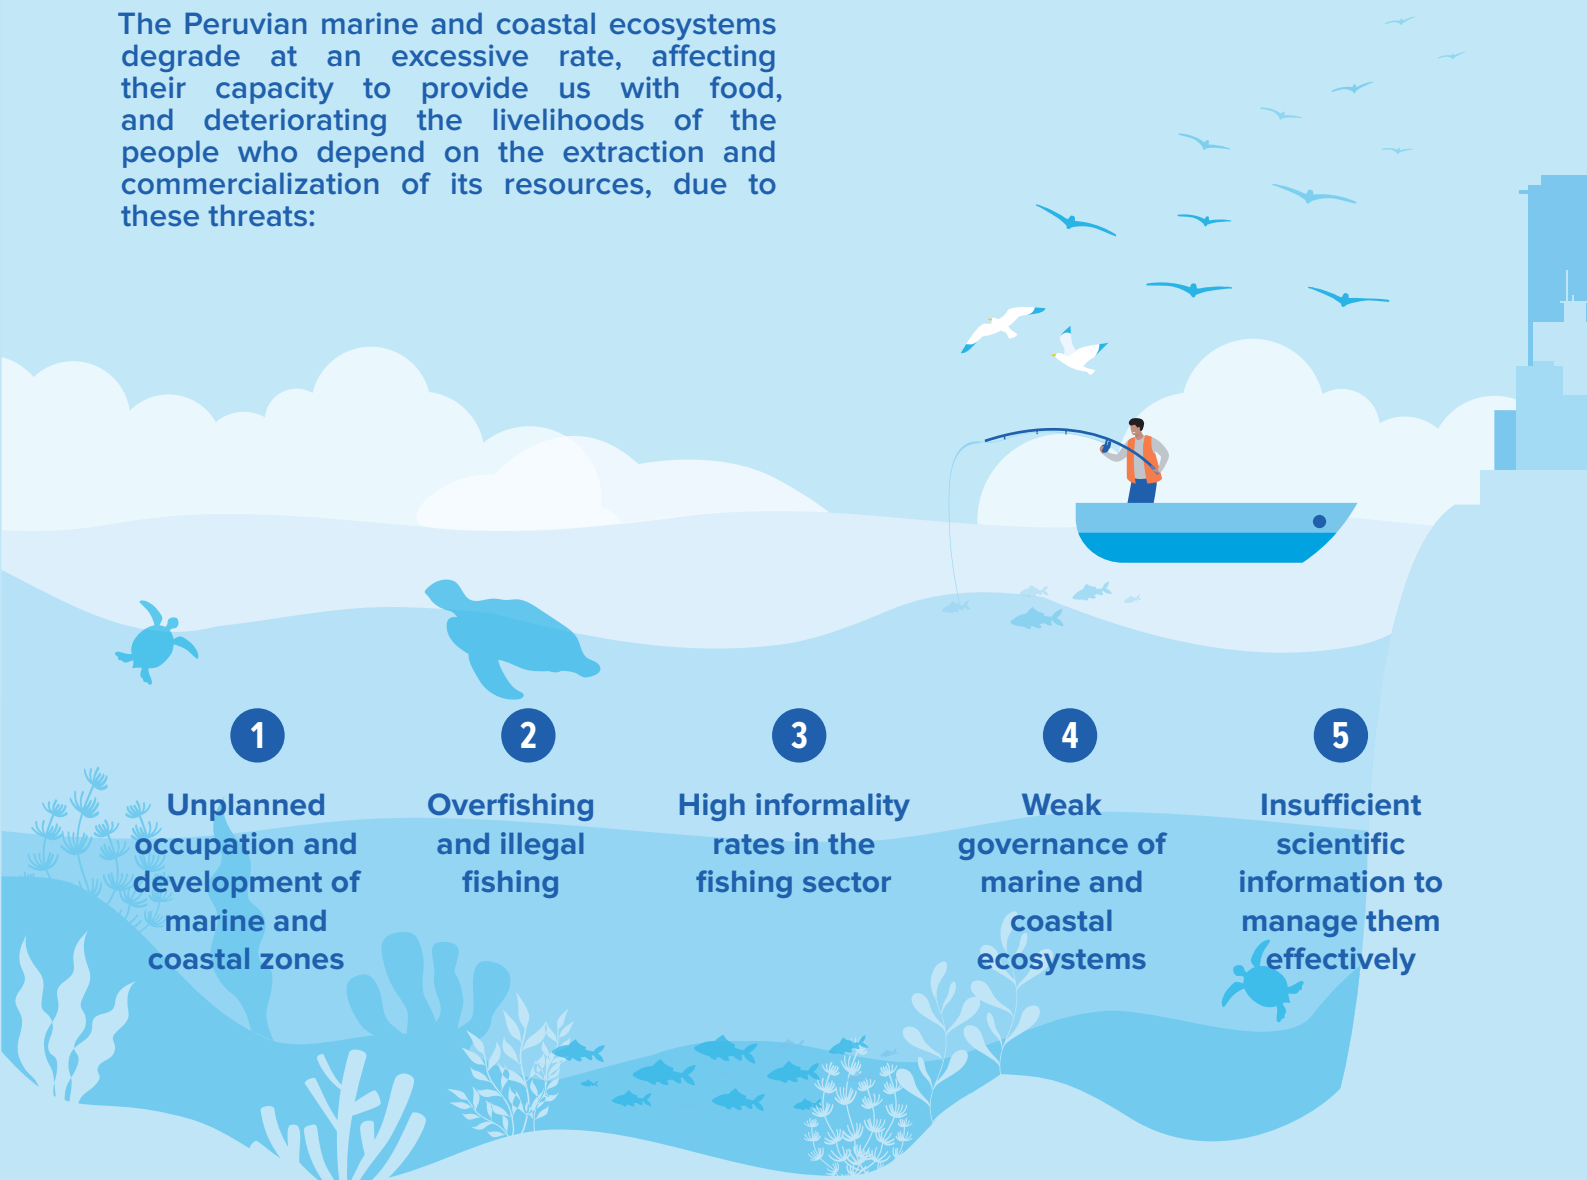 The Peruvian marine and coastal ecosystems
degrade at an excessive rate, affecting
their capacity to provide us with food,
and deteriorating the livelihoods of the
people who depend on the extraction and
commercialization of its resources, due to
these threats:
1
Unplanned
occupation and
development of
marine and
coastal zones
2
Overfishing
and illegal
fishing
3
High informality
rates in the
fishing sector
4
Weak
governance of
marine and
coastal
ecosystems
5
Insufficient
scientific
information to
manage them
effectively